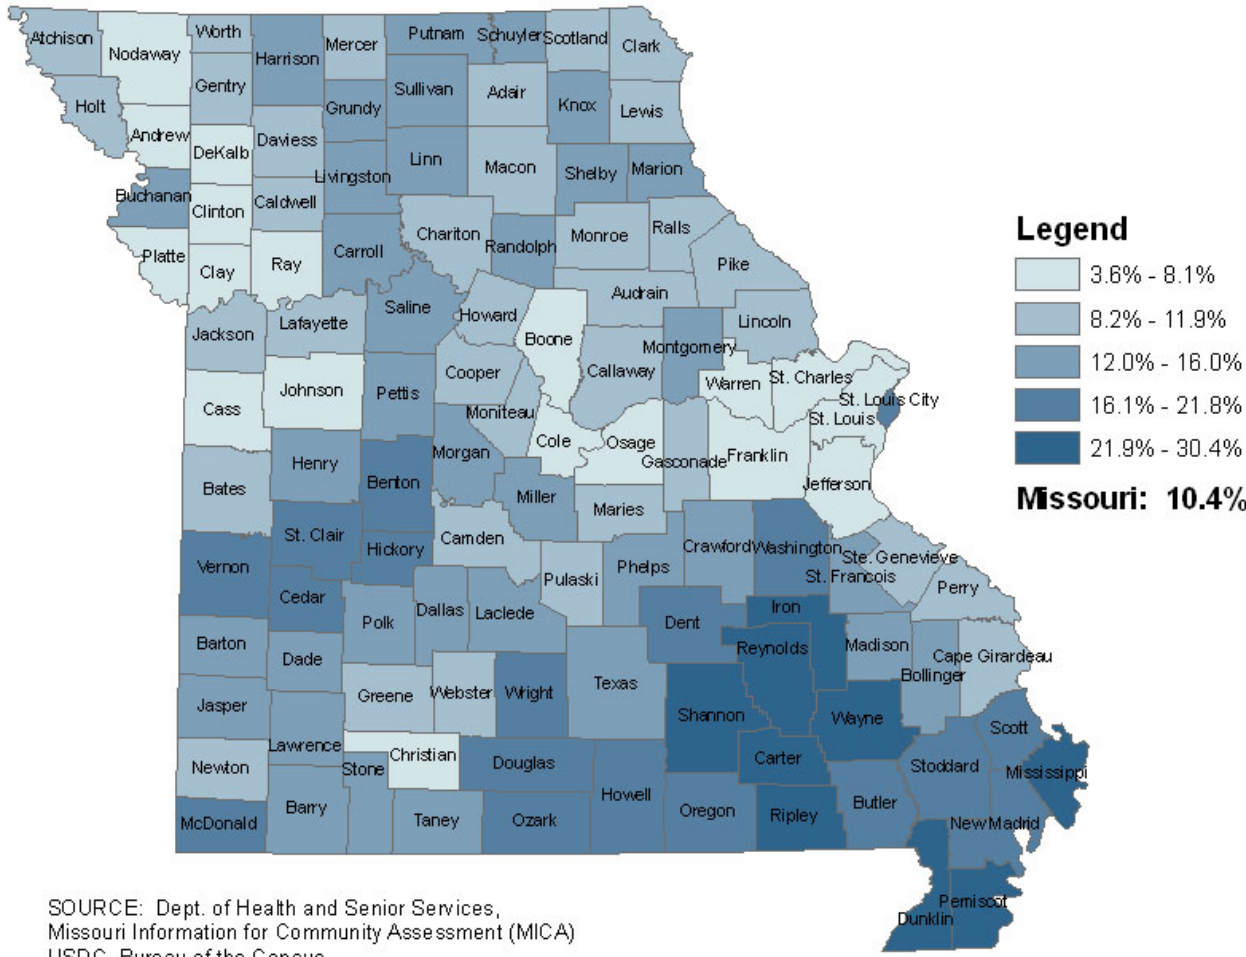 Atchison
Nodaway
Worth
Harrison
Mercer
Putnam
Schuyler
Scotland
Clark
Holt
Gentry
Grundy
Sullivan
Adair
Knox
Lewis
Andrew
DeKalb
Daviess
Livingston
Linn
Macon
Shelby
Marion
Buchanan
Clinton
Caldwell
Carroll
Chariton
Randolph
Monroe
Ralls
Pike
Platte
Clay
Ray
Saline
Howard
Boone
Audrain
Lincoln
Jackson
Lafayette
Callaway
Montgomery
Warren
St. Charles
St. Louis City
St. Louis
Cass
Johnson
Pettis
Cooper
Moniteau
Cole
Osage
Gasconade
Franklin
Jefferson
Bates
Henry
Benton
Morgan
Miller
Maries
Vernon
St. Clair
Hickory
Camden
Pulaski
Phelps
Crawford
Washington
Ste. Genevieve
St. Francois
Perry
Cedar
Polk
Dallas
Laclede
Dent
Iron
Reynolds
Madison
Bollinger
Cape Girardeau
Barton
Dade
Greene
Webster
Wright
Texas
Shannon
Wayne
Scott
Jasper
Lawrence
Christian
Stone
Douglas
Howell
Carter
Stoddard
Mississippi
Newton
McDonald
Barry
Taney
Ozark
Oregon
Ripley
Butler
New Madrid
Dunklin
Pemiscot
Legend
3.6% - 8.1%
8.2% - 11.9%
12.0% - 16.0%
16.1% - 21.8%
21.9% - 30.4%
Missouri: 10.4%
SOURCE: Dept. of Health and Senior Services,
Missouri Information for Community Assessment (MICA)
USDC, Bureau of the Census